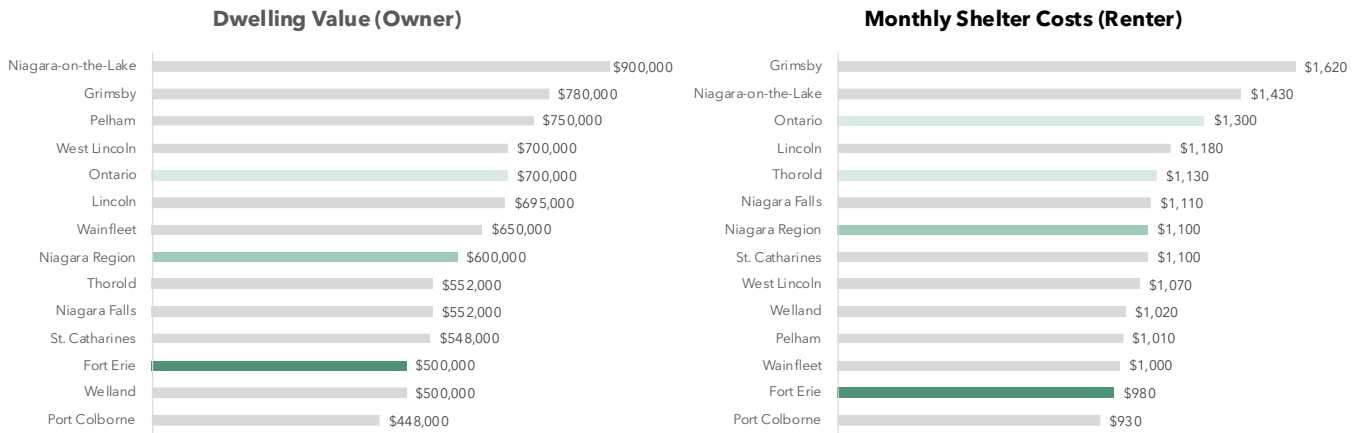 Dwelling Value (Owner)
Niagara-on-the-Lake $900,000
Grimsby $780,000
Pelham $750,000
West Lincoln $700,000
Ontario $700,000
Lincoln $695,000
Wainfleet $650,000
Niagara Region $600,000
Thorold $552,000
Niagara Falls $552,000
St. Catharines $548,000
Fort Erie $500,000
Welland $500,000
Port Colborne $448,000
Monthly Shelter Costs (Renter)
Grimsby $1,620
Niagara-on-the-Lake $1,430
Ontario $1,300
Lincoln $1,180
Thorold $1,130
Niagara Falls $1,110
Niagara Region $1,100
St. Catharines $1,100
West Lincoln $1,070
Welland $1,020
Pelham $1,010
Wainfleet $1,000
Fort Erie $980
Port Colborne $930